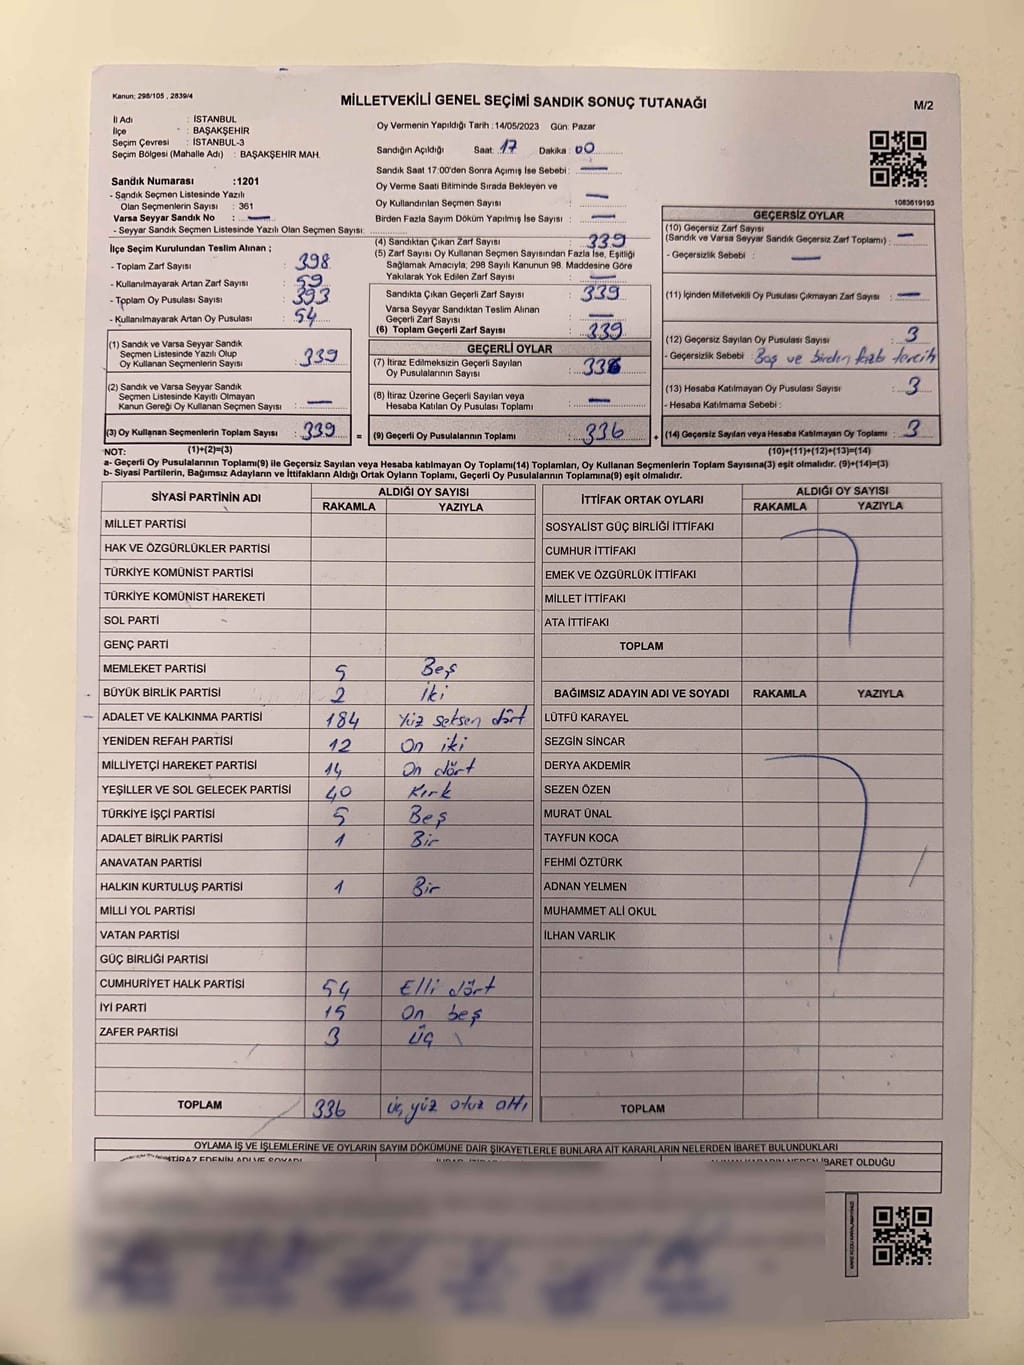 Kanun; 298/105 , 2839/4
MİLLETVEKİLİ GENEL SEÇİMİ SANDIK SONUÇ TUTANAĞI
M/2
İl Adı : İSTANBUL
İlçe : BAŞAKŞEHİR
Seçim Çevresi : İSTANBUL-3
Seçim Bölgesi (Mahalle Adı) : BAŞAKŞEHİR MAH.
Sandık Numarası :1201
- Sandık Seçmen Listesinde Yazılı
Olan Seçmenlerin Sayısı : 361
Varsa Seyyar Sandık No : —
- Seyyar Sandık Seçmen Listesinde Yazılı Olan Seçmen Sayısı:
Oy Vermenin Yapıldığı Tarih :14/05/2023 Gün: Pazar
Sandığın Açıldığı Saat: 17 Dakika: 00
Sandık Saat 17:00'den Sonra Açımış İse Sebebi: —
Oy Verme Saati Bitiminde Sırada Bekleyen ve
Oy Kullandırılan Seçmen Sayısı : —
Birden Fazla Sayım Döküm Yapılmış İse Sayısı : —
1083619193
İlçe Seçim Kurulundan Teslim Alınan ;
- Toplam Zarf Sayısı : 398
- Kullanılmayarak Artan Zarf Sayısı : 59
- Toplam Oy Pusulası Sayısı : 393
- Kullanılmayarak Artan Oy Pusulası : 54
(1) Sandık ve Varsa Seyyar Sandık
Seçmen Listesinde Yazılı Olup
Oy Kullanan Seçmenlerin Sayısı : 339
(2) Sandık ve Varsa Seyyar Sandık
Seçmen Listesinde Kayıtlı Olmayan
Kanun Gereği Oy Kullanan Seçmen Sayısı : —
(3) Oy Kullanan Seçmenlerin Toplam Sayısı : 339 =
(4) Sandıktan Çıkan Zarf Sayısı : 339
(5) Zarf Sayısı Oy Kullanan Seçmen Sayısından Fazla İse, Eşitliği
Sağlamak Amacıyla, 298 Sayılı Kanunun 98. Maddesine Göre
Yakılarak Yok Edilen Zarf Sayısı : —
Sandıkta Çıkan Geçerli Zarf Sayısı : 339
Varsa Seyyar Sandıktan Teslim Alınan
Geçerli Zarf Sayısı : —
(6) Toplam Geçerli Zarf Sayısı : 339
GEÇERLİ OYLAR
(7) İtiraz Edilmeksizin Geçerli Sayılan
Oy Pusulalarının Sayısı : 336
(8) İtiraz Üzerine Geçerli Sayılan veya
Hesaba Katılan Oy Pusulası Toplamı : —
(9) Geçerli Oy Pusulalarının Toplamı : 336 +
GEÇERSİZ OYLAR
(10) Geçersiz Zarf Sayısı
(Sandık ve Varsa Seyyar Sandık Geçersiz Zarf Toplamı) : —
- Geçersizlik Sebebi : —
(11) İçinden Milletvekili Oy Pusulası Çıkmayan Zarf Sayısı : —
(12) Geçersiz Sayılan Oy Pusulası Sayısı : 3
- Geçersizlik Sebebi : Boş ve birden fazla tercih
(13) Hesaba Katılmayan Oy Pusulası Sayısı : 3
- Hesaba Katılmama Sebebi :
(14) Geçersiz Sayılan veya Hesaba Katılmayan Oy Toplamı : 3
NOT: (1)+(2)=(3)
(10)+(11)+(12)+(13)=(14)
a- Geçerli Oy Pusulalarının Toplamı(9) ile Geçersiz Sayılan veya Hesaba katılmayan Oy Toplamı(14) Toplamları, Oy Kullanan Seçmenlerin Toplam Sayısına(3) eşit olmalıdır. (9)+(14)=(3)
b- Siyasi Partilerin, Bağımsız Adayların ve İttifakların Aldığı Ortak Oyların Toplamı, Geçerli Oy Pusulalarının Toplamına(9) eşit olmalıdır.
SİYASİ PARTİNİN ADI ALDIĞI OY SAYISI
RAKAMLA YAZIYLA
MİLLET PARTİSİ
HAK VE ÖZGÜRLÜKLER PARTİSİ
TÜRKİYE KOMÜNİST PARTİSİ
TÜRKİYE KOMÜNİST HAREKETİ
SOL PARTİ
GENÇ PARTİ
MEMLEKET PARTİSİ 5 Beş
BÜYÜK BİRLİK PARTİSİ 2 İki
ADALET VE KALKINMA PARTİSİ 184 Yüz seksen dört
YENİDEN REFAH PARTİSİ 12 On iki
MİLLİYETÇİ HAREKET PARTİSİ 14 On dört
YEŞİLLER VE SOL GELECEK PARTİSİ 40 Kırk
TÜRKİYE İŞÇİ PARTİSİ 5 Beş
ADALET BİRLİK PARTİSİ 1 Bir
ANAVATAN PARTİSİ
HALKIN KURTULUŞ PARTİSİ 1 Bir
MİLLİ YOL PARTİSİ
VATAN PARTİSİ
GÜÇ BİRLİĞİ PARTİSİ
CUMHURİYET HALK PARTİSİ 54 Elli dört
İYİ PARTİ 15 On beş
ZAFER PARTİSİ 3 Üç
TOPLAM 336 üç yüz otuz altı
İTTİFAK ORTAK OYLARI ALDIĞI OY SAYISI
RAKAMLA YAZIYLA
SOSYALİST GÜÇ BİRLİĞİ İTTİFAKI
CUMHUR İTTİFAKI
EMEK VE ÖZGÜRLÜK İTTİFAKI
MİLLET İTTİFAKI
ATA İTTİFAKI
TOPLAM
BAĞIMSIZ ADAYIN ADI VE SOYADI RAKAMLA YAZIYLA
LÜTFÜ KARAYEL
SEZGİN SİNCAR
DERYA AKDEMİR
SEZEN ÖZEN
MURAT ÜNAL
TAYFUN KOCA
FEHMİ ÖZTÜRK
ADNAN YELMEN
MUHAMMET ALİ OKUL
İLHAN VARLIK
TOPLAM
OYLAMA İŞ VE İŞLEMLERİNE VE OYLARIN SAYIM DÖKÜMÜNE DAİR ŞİKAYETLERLE BUNLARA AİT KARARLARIN NELERDEN İBARET BULUNDUKLARI
İTİRAZ EDENİN ADI VE SOYADI
İBARET OLDUĞU